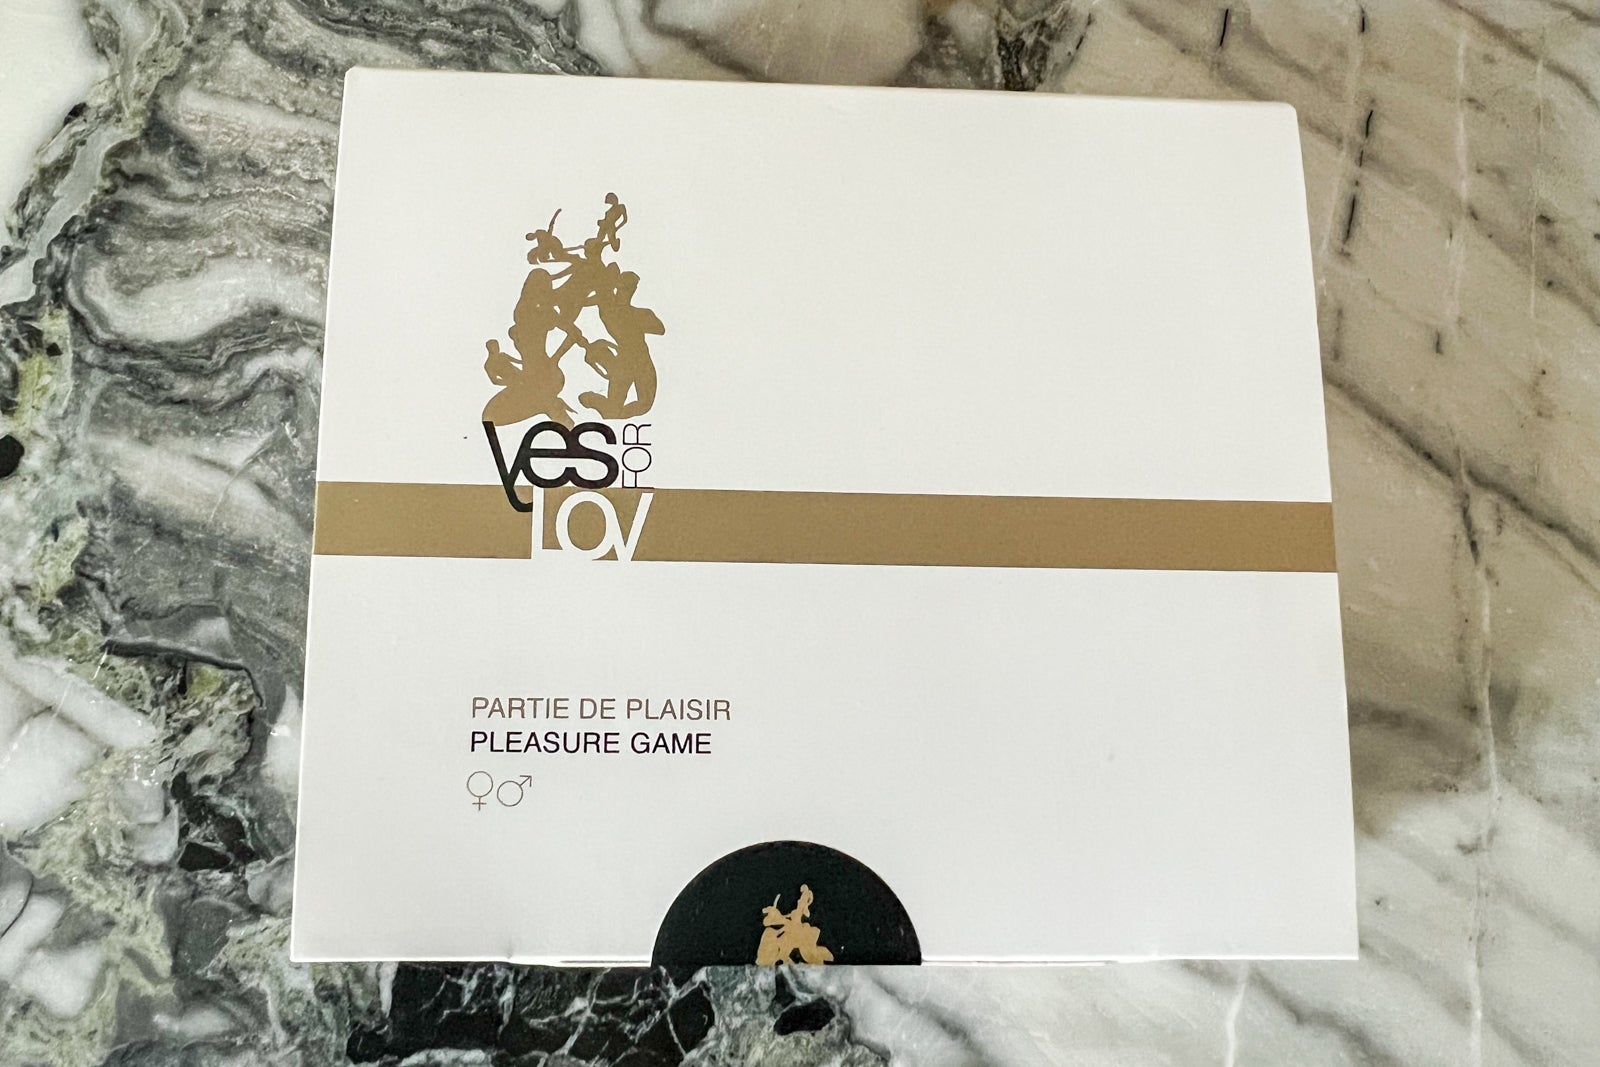 Yes FOR
LOV
PARTIE DE PLAISIR
PLEASURE GAME